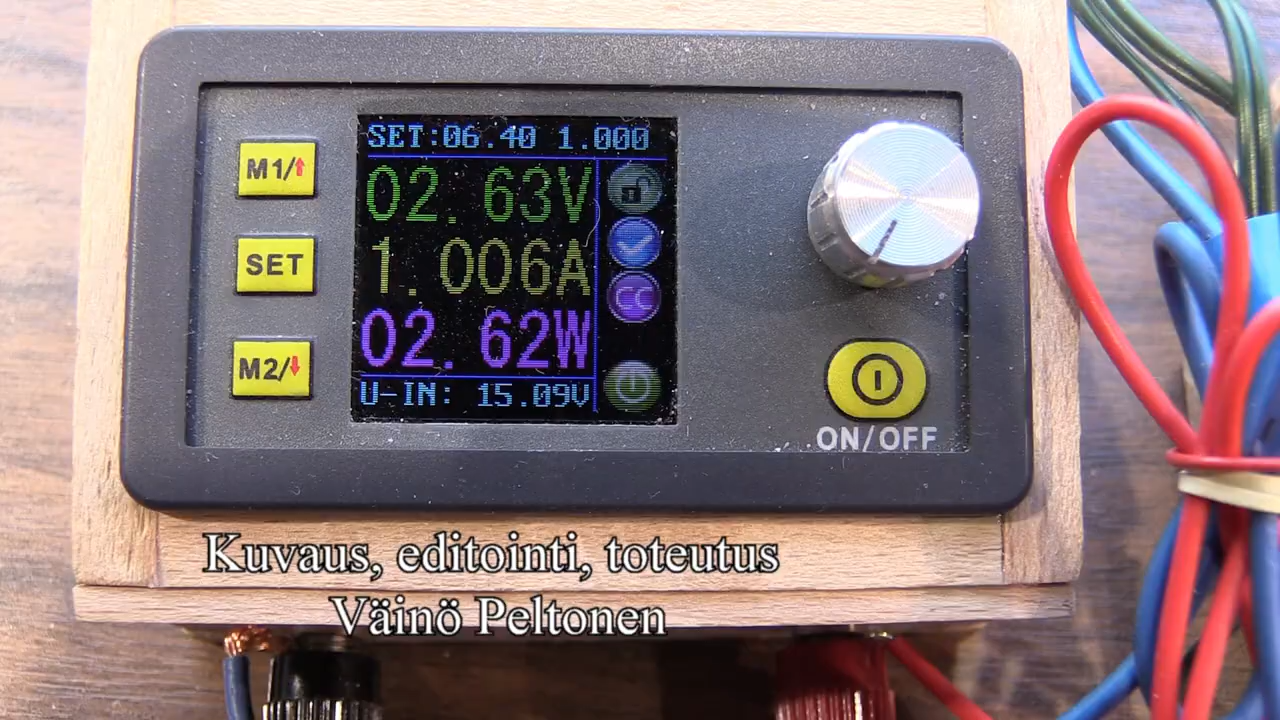 SET:06.40 1.000
M1/↑
02.63V
SET
1.006A
CC
M2/↓
02.62W
U-IN: 15.09V
ON/OFF
Kuvaus, editointi, toteutus
Väinö Peltonen